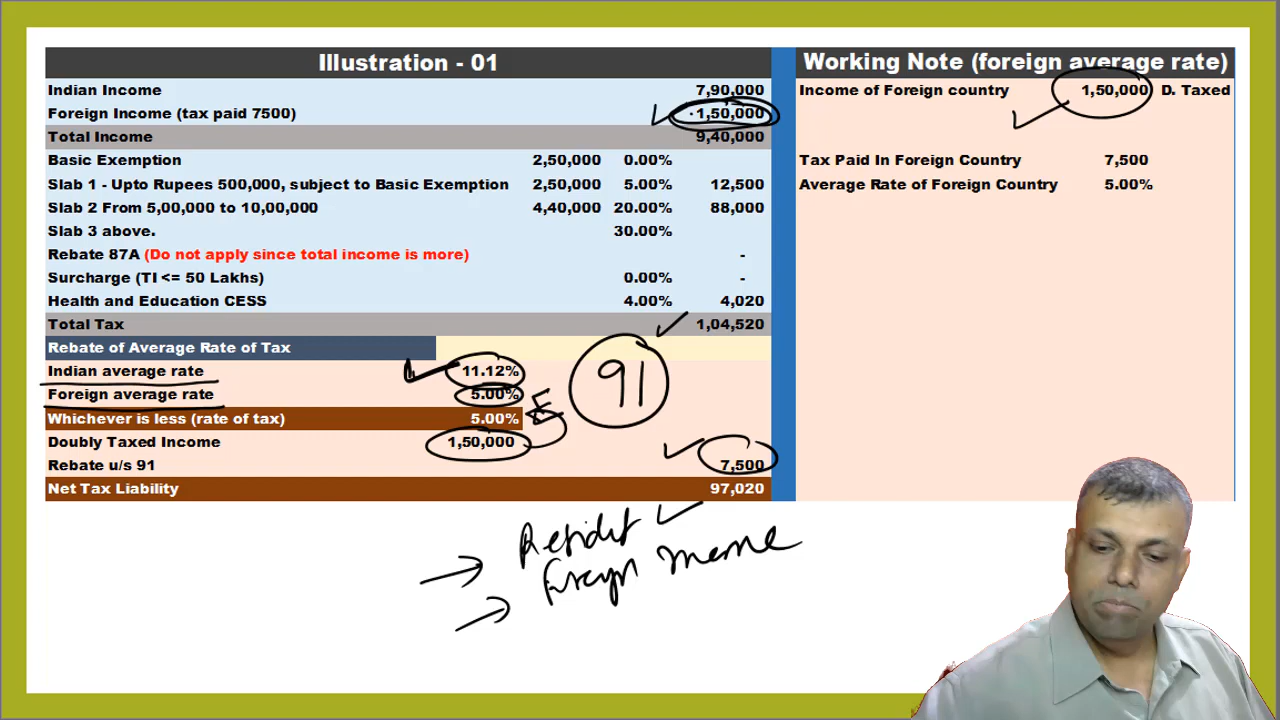 Illustration - 01
Indian Income 7,90,000
Foreign Income (tax paid 7500) 1,50,000
Total Income 9,40,000
Basic Exemption 2,50,000 0.00%
Slab 1 - Upto Rupees 500,000, subject to Basic Exemption 2,50,000 5.00% 12,500
Slab 2 From 5,00,000 to 10,00,000 4,40,000 20.00% 88,000
Slab 3 above. 30.00%
Rebate 87A (Do not apply since total income is more) -
Surcharge (TI <= 50 Lakhs) 0.00% -
Health and Education CESS 4.00% 4,020
Total Tax 1,04,520
Rebate of Average Rate of Tax
Indian average rate 11.12%
Foreign average rate 5.00%
Whichever is less (rate of tax) 5.00%
Doubly Taxed Income 1,50,000
Rebate u/s 91 7,500
Net Tax Liability 97,020
91
Resident
Foreign Income
Working Note (foreign average rate)
Income of Foreign country 1,50,000 D. Taxed
Tax Paid In Foreign Country 7,500
Average Rate of Foreign Country 5.00%